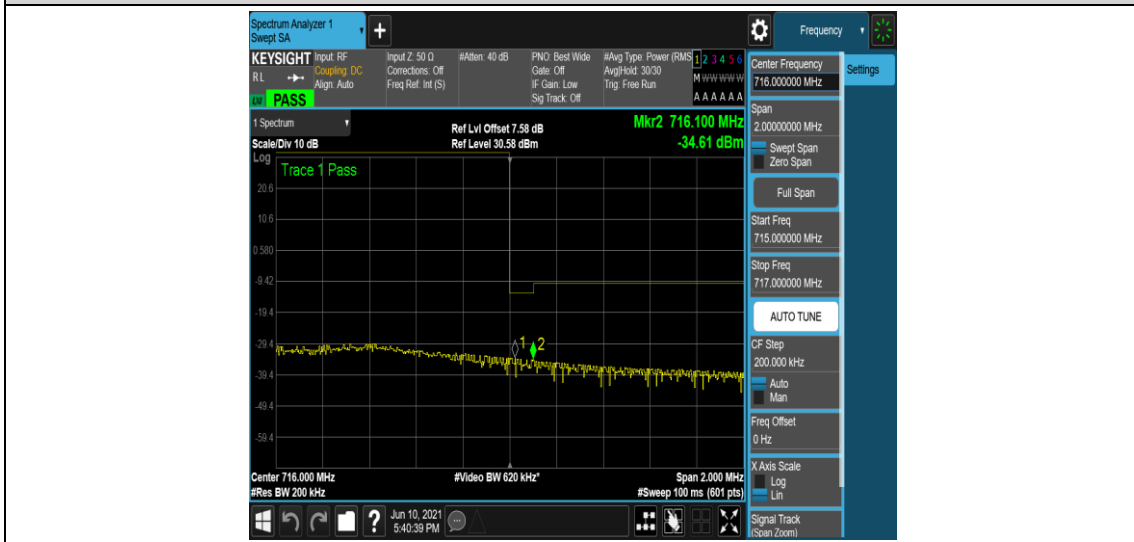 Spectrum Analyzer 1
Swept SA
+
Frequency
KEYSIGHT
Input: RF
Coupling: DC
Align: Auto
Input Z: 50 Ω
Corrections: Off
Freq Ref: Int (S)
#Atten: 40 dB
PNO: Best Wide
Gate: Off
IF Gain: Low
Sig Track: Off
#Avg Type: Power (RMS
Avg|Hold: 30/30
Trig: Free Run
1 2 3 4 5 6
M W W W W W
A A A A A A
R L
LXI
PASS
1 Spectrum
Scale/Div 10 dB
Ref Lvl Offset 7.58 dB
Ref Level 30.58 dBm
Mkr2 716.100 MHz
-34.61 dBm
Log
Trace 1 Pass
20.6
10.6
0.580
-9.42
-19.4
-29.4
-39.4
-49.4
-59.4
1
2
Center 716.000 MHz
#Res BW 200 kHz
#Video BW 620 kHz*
Span 2.000 MHz
#Sweep 100 ms (601 pts)
?
Jun 10, 2021
5:40:39 PM
Center Frequency
716.000000 MHz
Settings
Span
2.00000000 MHz
Swept Span
Zero Span
Full Span
Start Freq
715.000000 MHz
Stop Freq
717.000000 MHz
AUTO TUNE
CF Step
200.000 kHz
Auto
Man
Freq Offset
0 Hz
X Axis Scale
Log
Lin
Signal Track
(Span Zoom)